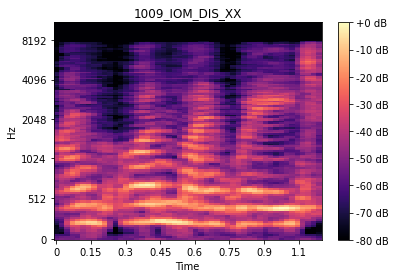 1009_IOM_DIS_XX
+0 dB
8192
-10 dB
4096
-20 dB
-30 dB
2048
Hz
-40 dB
1024
-50 dB
512
-60 dB
-70 dB
0
-80 dB
0 0.15 0.3 0.45 0.6 0.75 0.9 1.1
Time